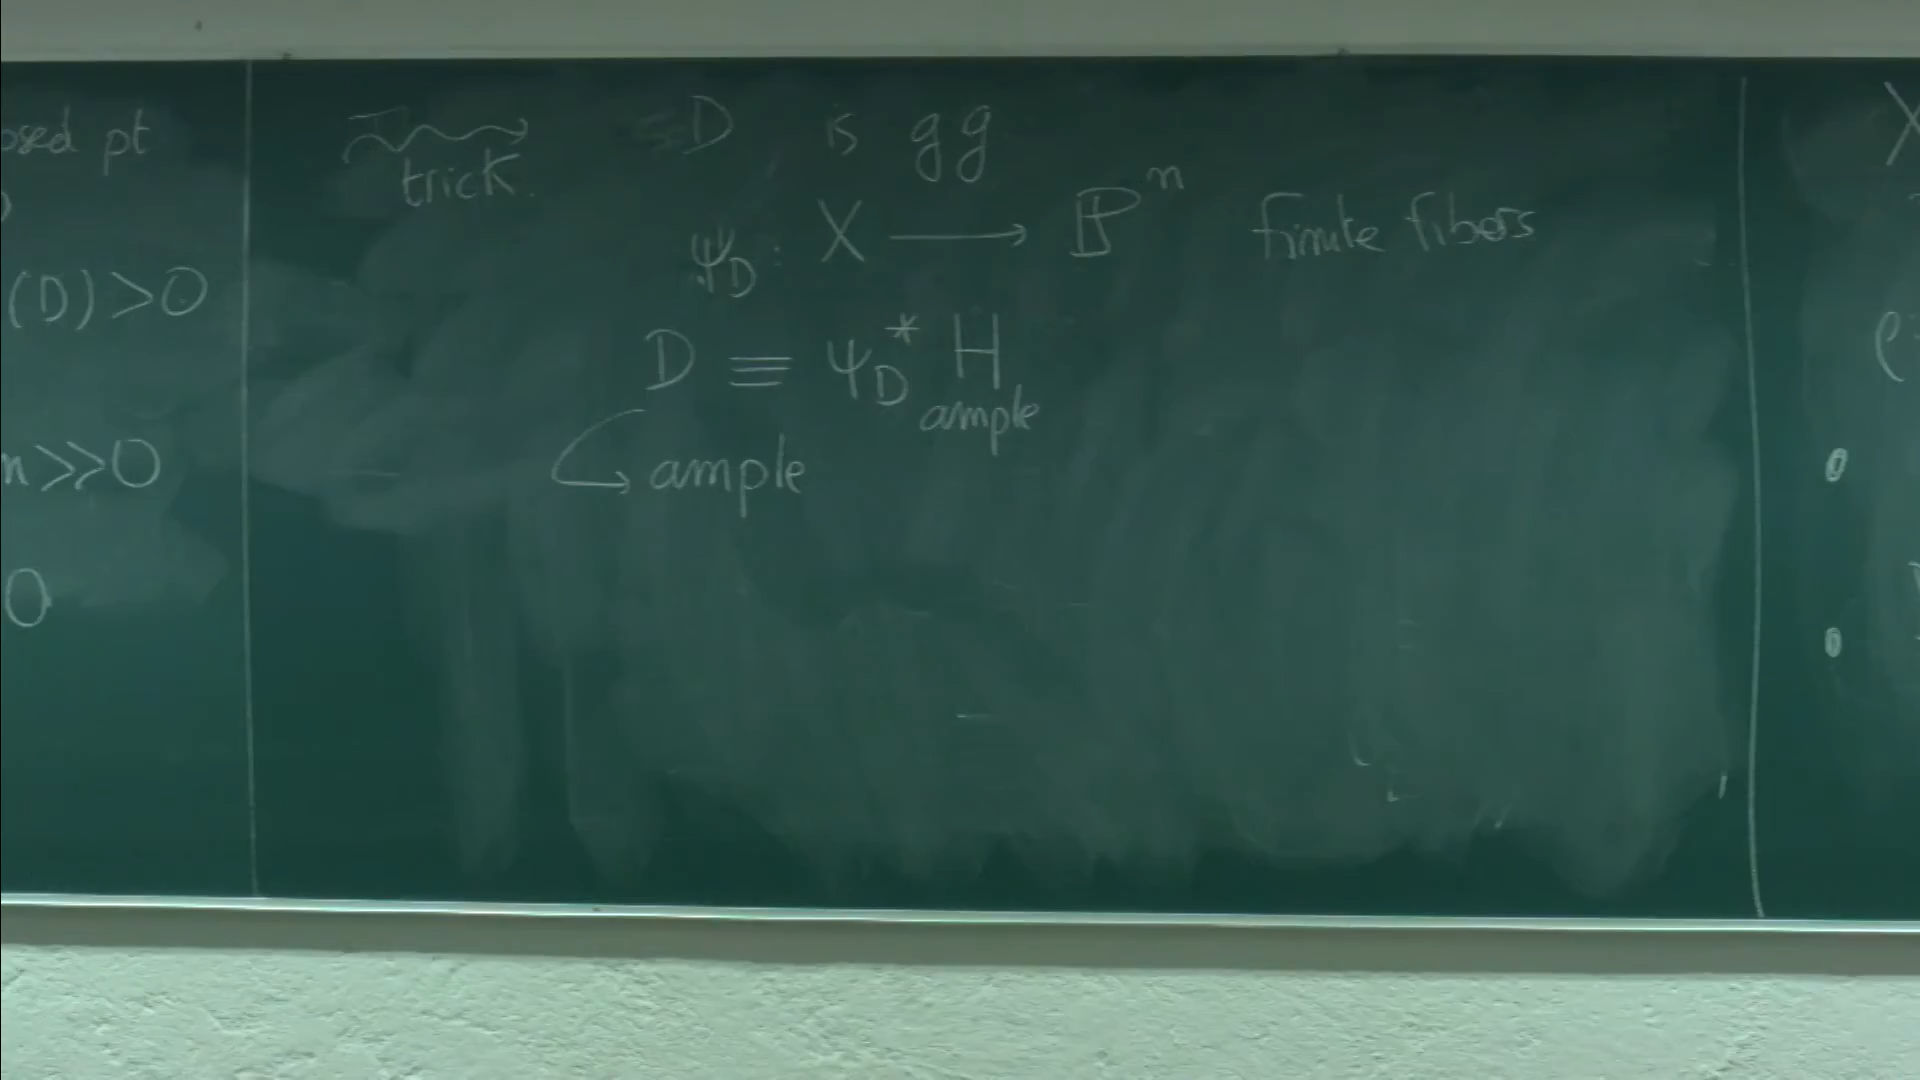 osed pt
(D) > 0
n >> 0
0
⇝ D is gg
trick.
ψ_D : X ⟶ ℙ^n finite fibers
D ≡ ψ_D^* H
ample
↳ ample
X